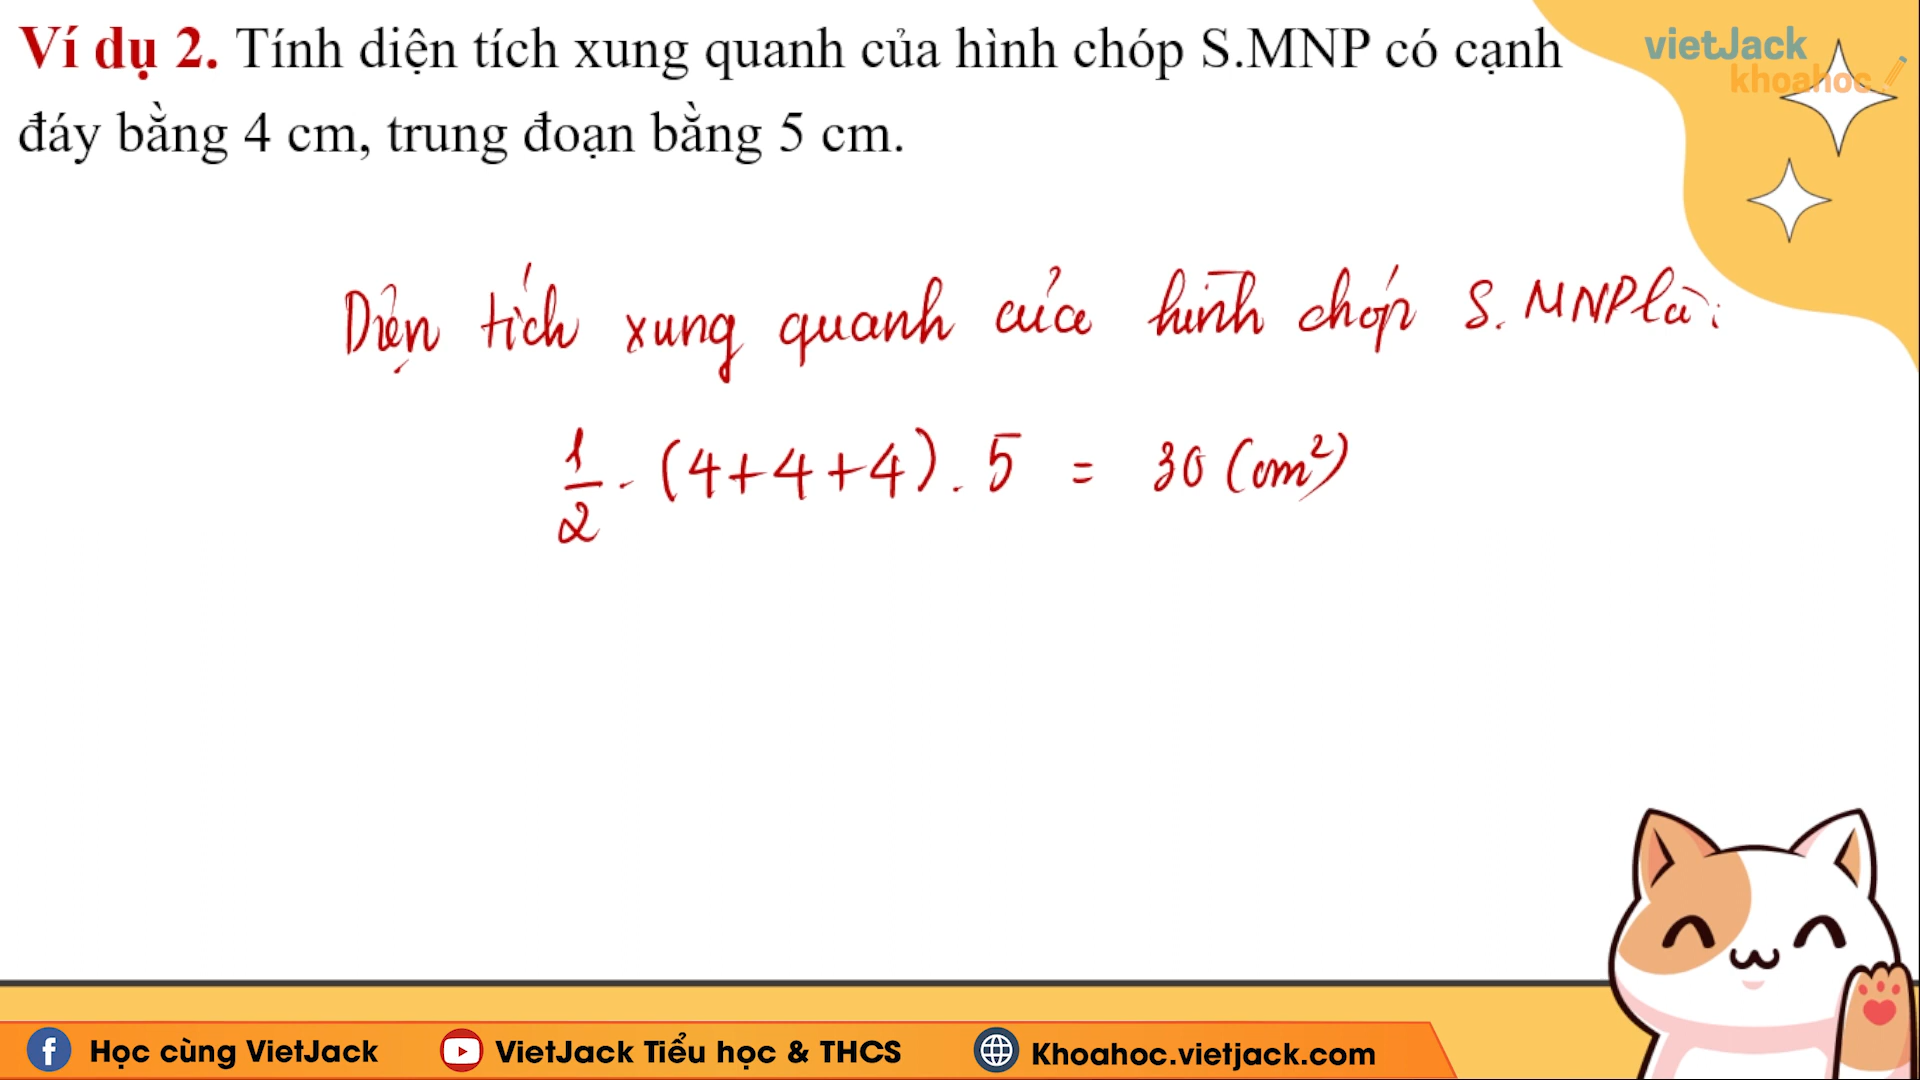 Ví dụ 2. Tính diện tích xung quanh của hình chóp S.MNP có cạnh
đáy bằng 4 cm, trung đoạn bằng 5 cm.
vietJack
khoahoc
Diện tích xung quanh của hình chóp S.MNP là:
1/2 . (4+4+4) . 5 = 30 (cm²)
Học cùng VietJack
VietJack Tiểu học & THCS
Khoahoc.vietjack.com